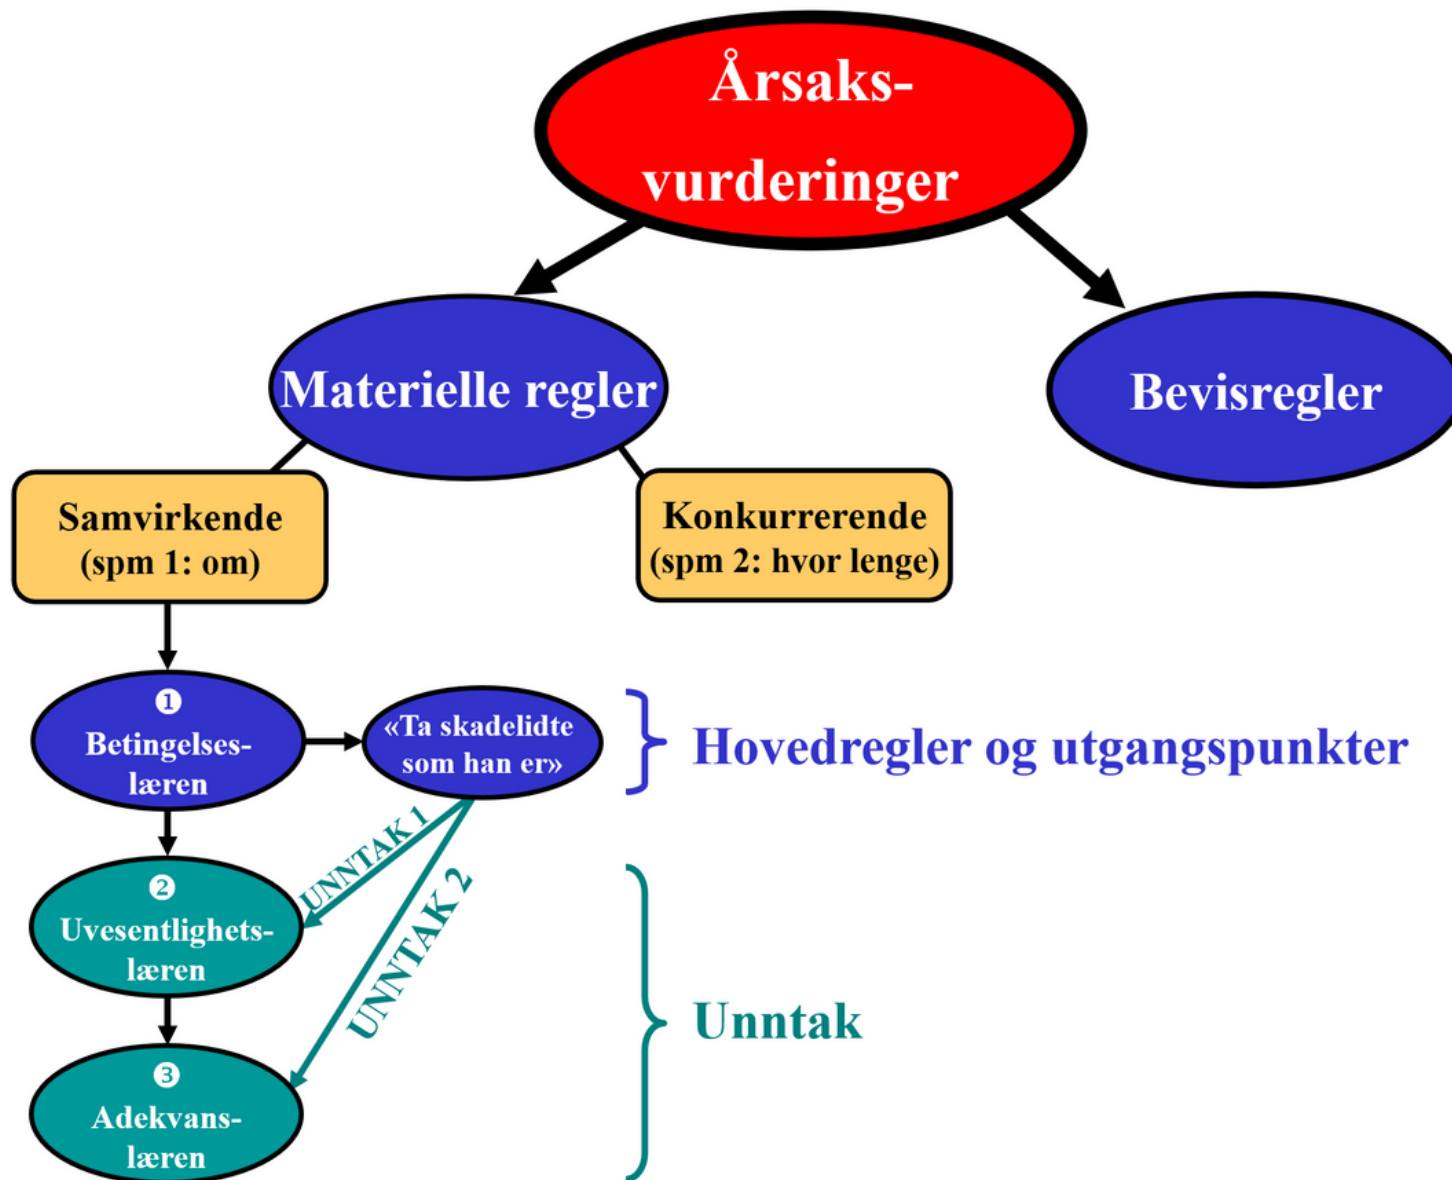 Årsaks-
vurderinger
Materielle regler
Bevisregler
Samvirkende
(spm 1: om)
Konkurrerende
(spm 2: hvor lenge)
❶
Betingelses-
læren
«Ta skadelidte
som han er»
Hovedregler og utgangspunkter
UNNTAK 1
UNNTAK 2
❷
Uvesentlighets-
læren
Unntak
❸
Adekvans-
læren